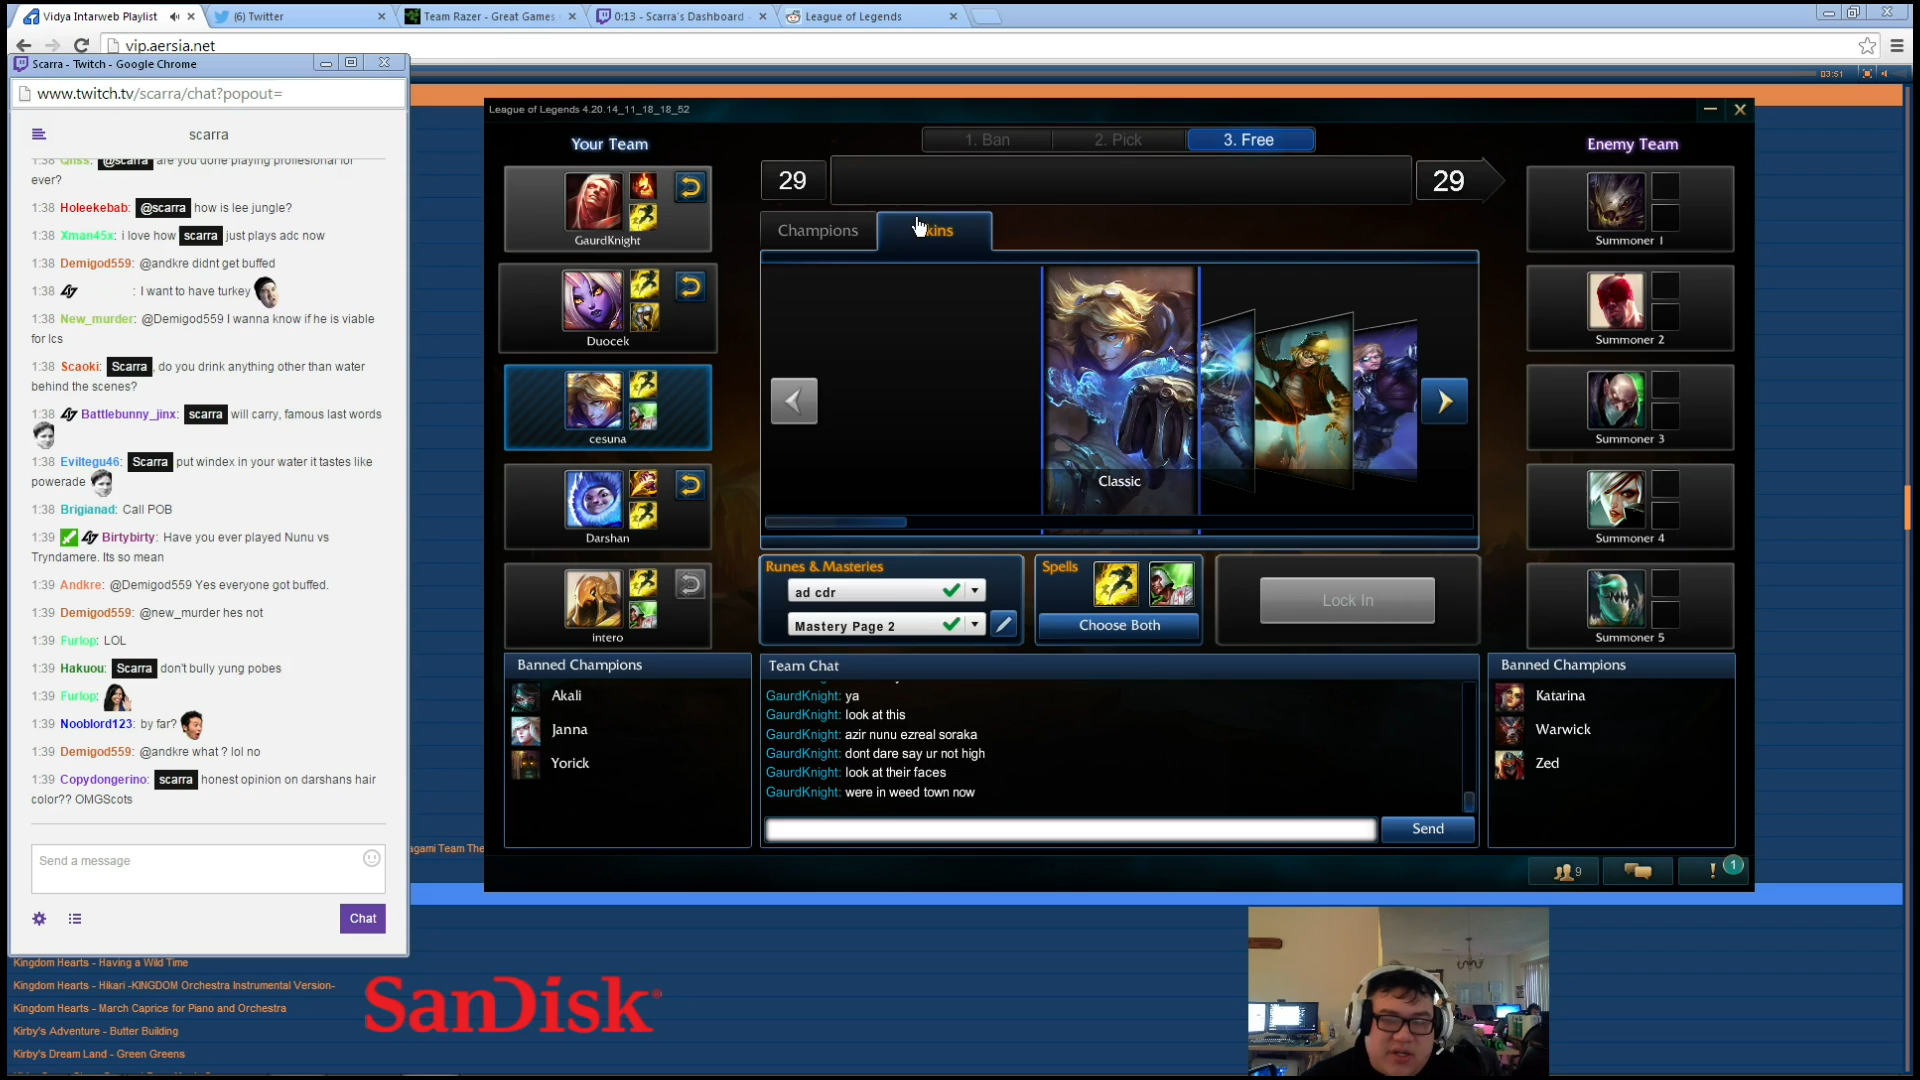 Vidya Intarweb Playlist
(6) Twitter
Team Razer - Great Games
0:13 - Scarra's Dashboard -
League of Legends
vip.aersia.net
Scarra - Twitch - Google Chrome
www.twitch.tv/scarra/chat?popout=
03:51
scarra
@scarra are you done playing profesional for
ever?
1:38 Holeekebab: @scarra how is lee jungle?
1:38 Xman45x: i love how scarra just plays adc now
1:38 Demigod559: @andkre didnt get buffed
1:38 : I want to have turkey
1:38 New_murder: @Demigod559 I wanna know if he is viable
for lcs
1:38 Scaoki: Scarra, do you drink anything other than water
behind the scenes?
1:38 Battlebunny_jinx: scarra will carry, famous last words
1:38 Eviltegu46: Scarra put windex in your water it tastes like
powerade
1:38 Brigianad: Call POB
1:39 Birtybirty: Have you ever played Nunu vs
Tryndamere. Its so mean
1:39 Andkre: @Demigod559 Yes everyone got buffed.
1:39 Demigod559: @new_murder hes not
1:39 Furlop: LOL
1:39 Hakuou: Scarra don't bully yung pobes
1:39 Furlop:
1:39 Nooblord123: by far?
1:39 Demigod559: @andkre what ? lol no
1:39 Copydongerino: scarra honest opinion on darshans hair
color?? OMGScots
Send a message
Chat
League of Legends 4.20.14_11_18_18_52
Your Team
1. Ban
2. Pick
3. Free
Enemy Team
29
29
Champions
GaurdKnight
Duocek
cesuna
Darshan
intero
Classic
Summoner 1
Summoner 2
Summoner 3
Summoner 4
Summoner 5
Runes & Masteries
ad cdr
Mastery Page 2
Spells
Choose Both
Lock In
Banned Champions
Akali
Janna
Yorick
Team Chat
GaurdKnight: ya
GaurdKnight: look at this
GaurdKnight: azir nunu ezreal soraka
GaurdKnight: dont dare say ur not high
GaurdKnight: look at their faces
GaurdKnight: were in weed town now
Send
Banned Champions
Katarina
Warwick
Zed
9
1
agami Team The
Kingdom Hearts - Having a Wild Time
Kingdom Hearts - Hikari -KINGDOM Orchestra Instrumental Version-
Kingdom Hearts - March Caprice for Piano and Orchestra
Kirby's Adventure - Butter Building
Kirby's Dream Land - Green Greens
SanDisk